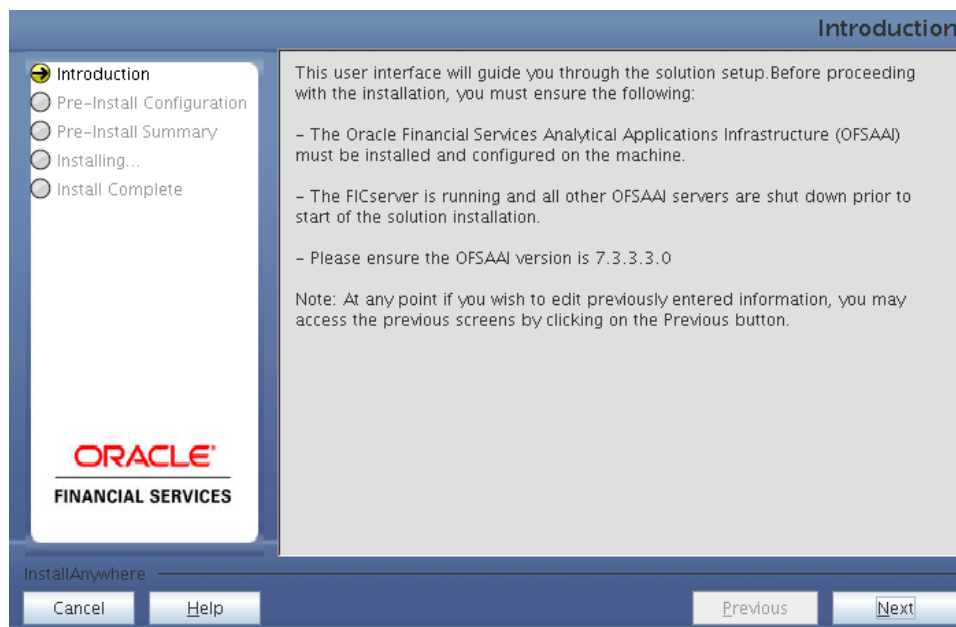 Introduction
Introduction
Pre-Install Configuration
Pre-Install Summary
Installing...
Install Complete
ORACLE
FINANCIAL SERVICES
This user interface will guide you through the solution setup.Before proceeding
with the installation, you must ensure the following:
- The Oracle Financial Services Analytical Applications Infrastructure (OFSAAI)
must be installed and configured on the machine.
- The FICserver is running and all other OFSAAI servers are shut down prior to
start of the solution installation.
- Please ensure the OFSAAI version is 7.3.3.3.0
Note: At any point if you wish to edit previously entered information, you may
access the previous screens by clicking on the Previous button.
InstallAnywhere
Cancel
Help
Previous
Next